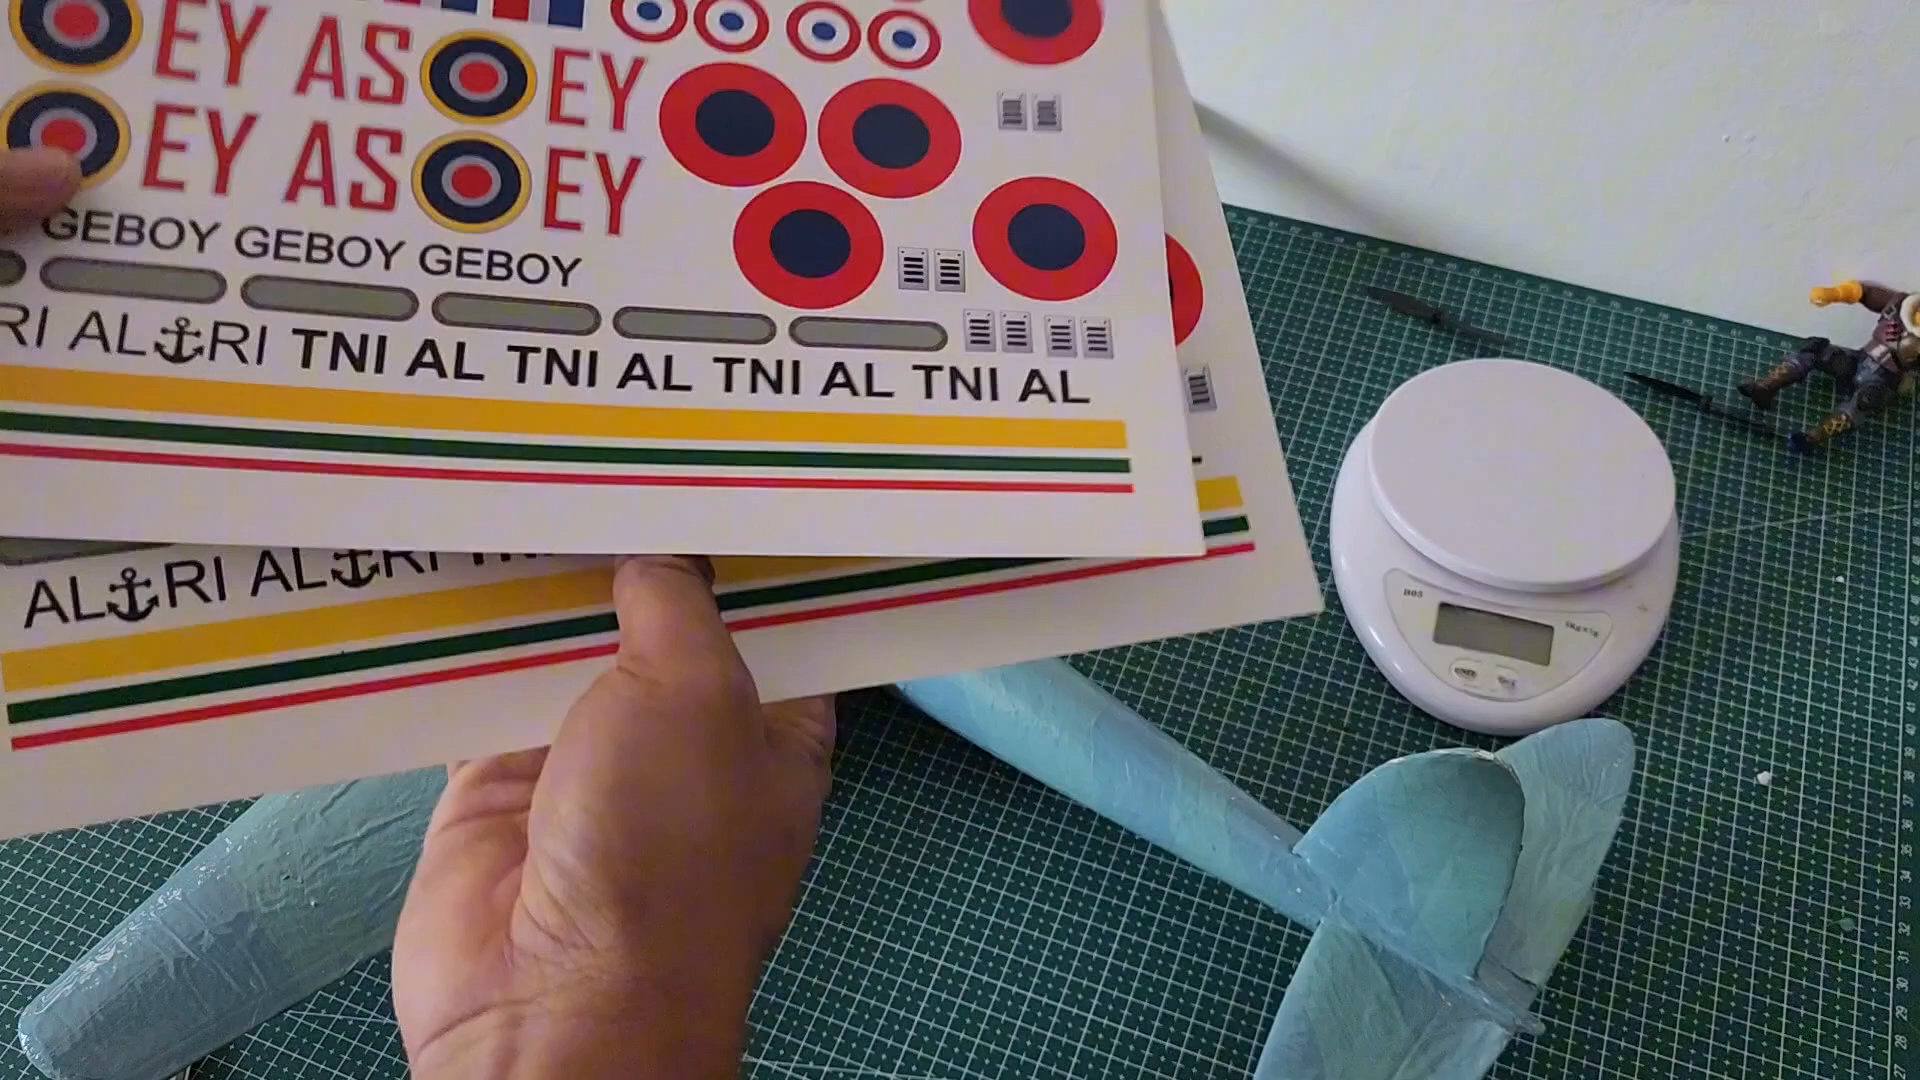 EY AS EY
EY AS EY
GEBOY GEBOY GEBOY
RI AL RI TNI AL TNI AL TNI AL TNI AL
AL RI AL RI
B05